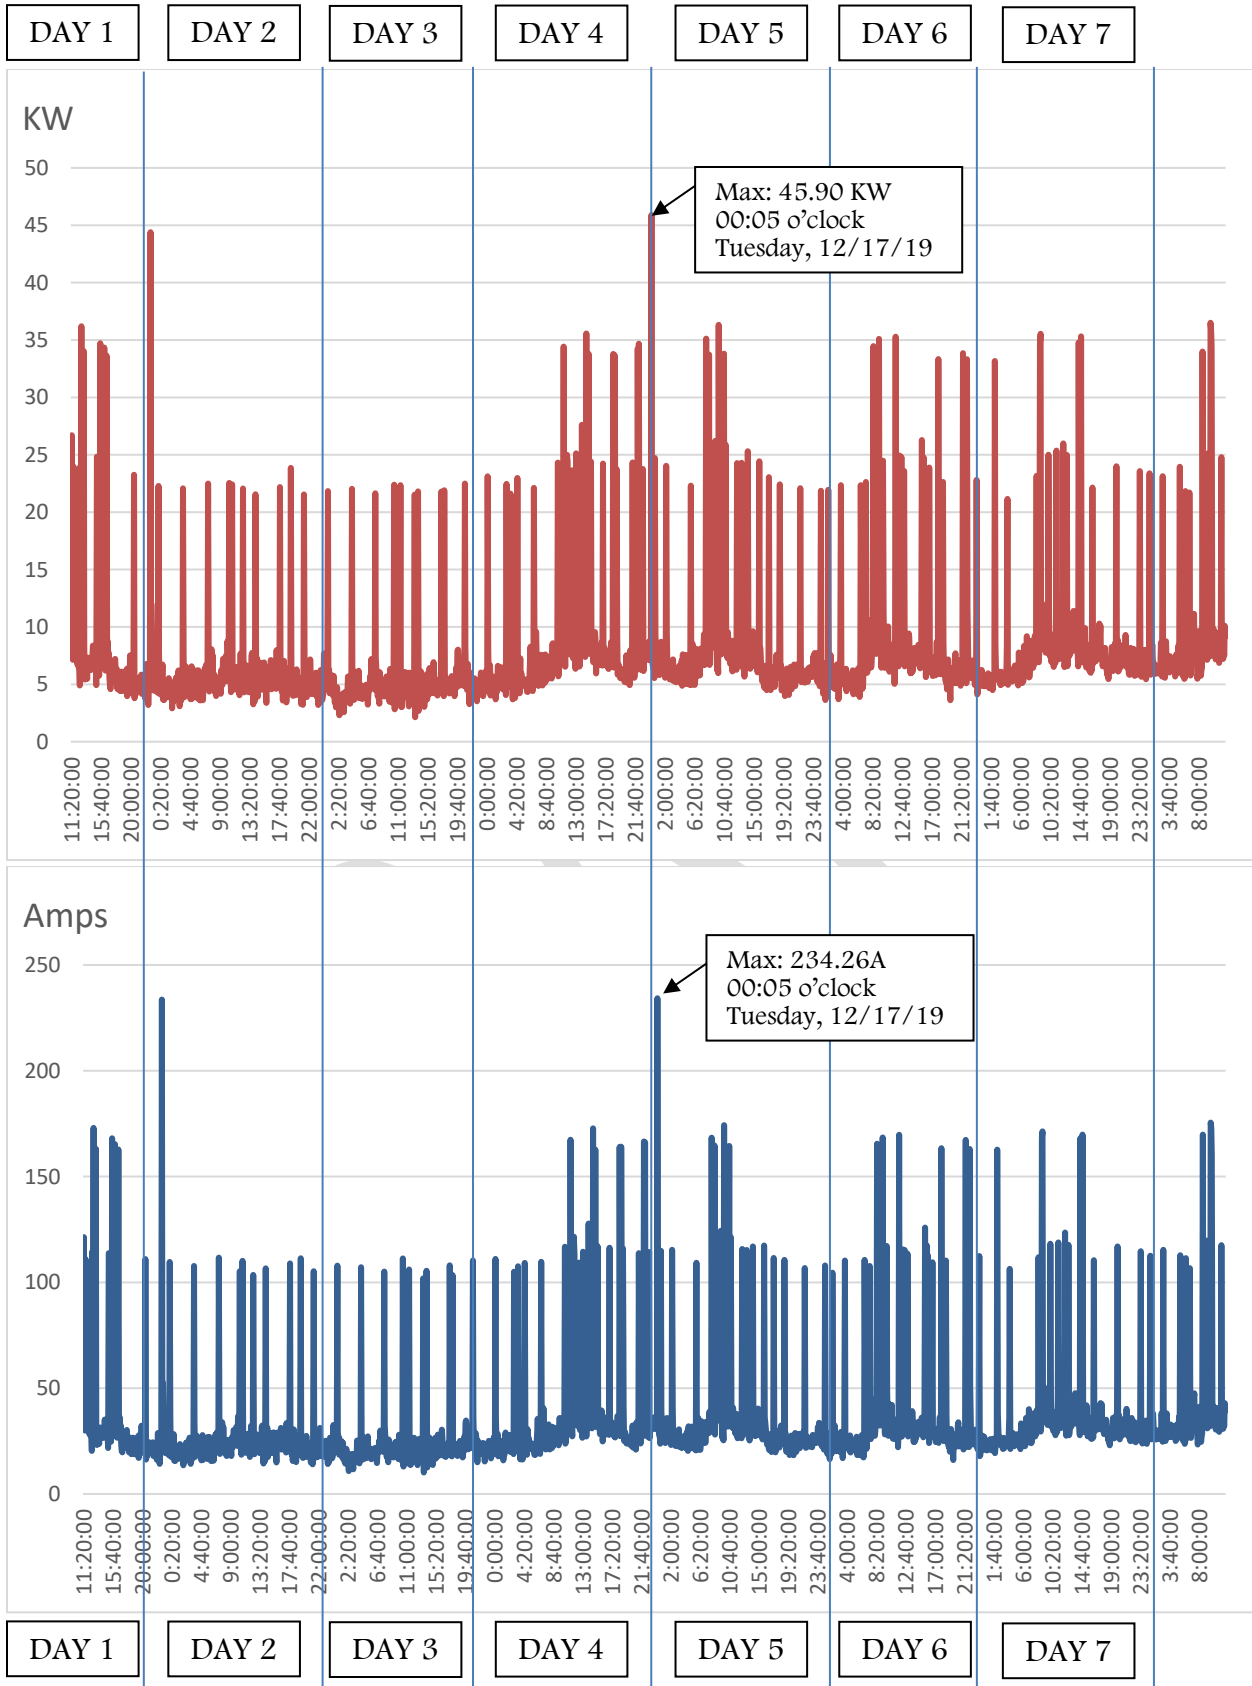 DAY 1 DAY 2 DAY 3 DAY 4 DAY 5 DAY 6 DAY 7
KW
50
45
40
35
30
25
20
15
10
5
0
Max: 45.90 KW
00:05 o'clock
Tuesday, 12/17/19
11:20:00 15:40:00 20:00:00 0:20:00 4:40:00 9:00:00 13:20:00 17:40:00 22:00:00 2:20:00 6:40:00 11:00:00 15:20:00 19:40:00 0:00:00 4:20:00 8:40:00 13:00:00 17:20:00 21:40:00 2:00:00 6:20:00 10:40:00 15:00:00 19:20:00 23:40:00 4:00:00 8:20:00 12:40:00 17:00:00 21:20:00 1:40:00 6:00:00 10:20:00 14:40:00 19:00:00 23:20:00 3:40:00 8:00:00
Amps
250
200
150
100
50
0
Max: 234.26A
00:05 o'clock
Tuesday, 12/17/19
11:20:00 15:40:00 20:00:00 0:20:00 4:40:00 9:00:00 13:20:00 17:40:00 22:00:00 2:20:00 6:40:00 11:00:00 15:20:00 19:40:00 0:00:00 4:20:00 8:40:00 13:00:00 17:20:00 21:40:00 2:00:00 6:20:00 10:40:00 15:00:00 19:20:00 23:40:00 4:00:00 8:20:00 12:40:00 17:00:00 21:20:00 1:40:00 6:00:00 10:20:00 14:40:00 19:00:00 23:20:00 3:40:00 8:00:00
DAY 1 DAY 2 DAY 3 DAY 4 DAY 5 DAY 6 DAY 7